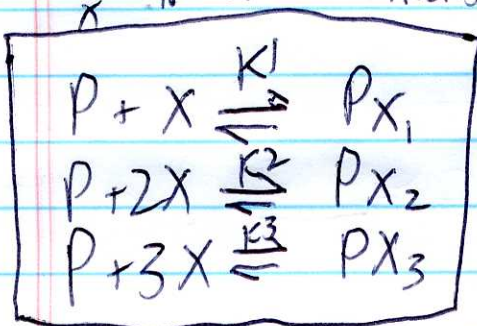 K1
P + X ⇌ PX₁
K2
P + 2X ⇌ PX₂
K3
P + 3X ⇌ PX₃